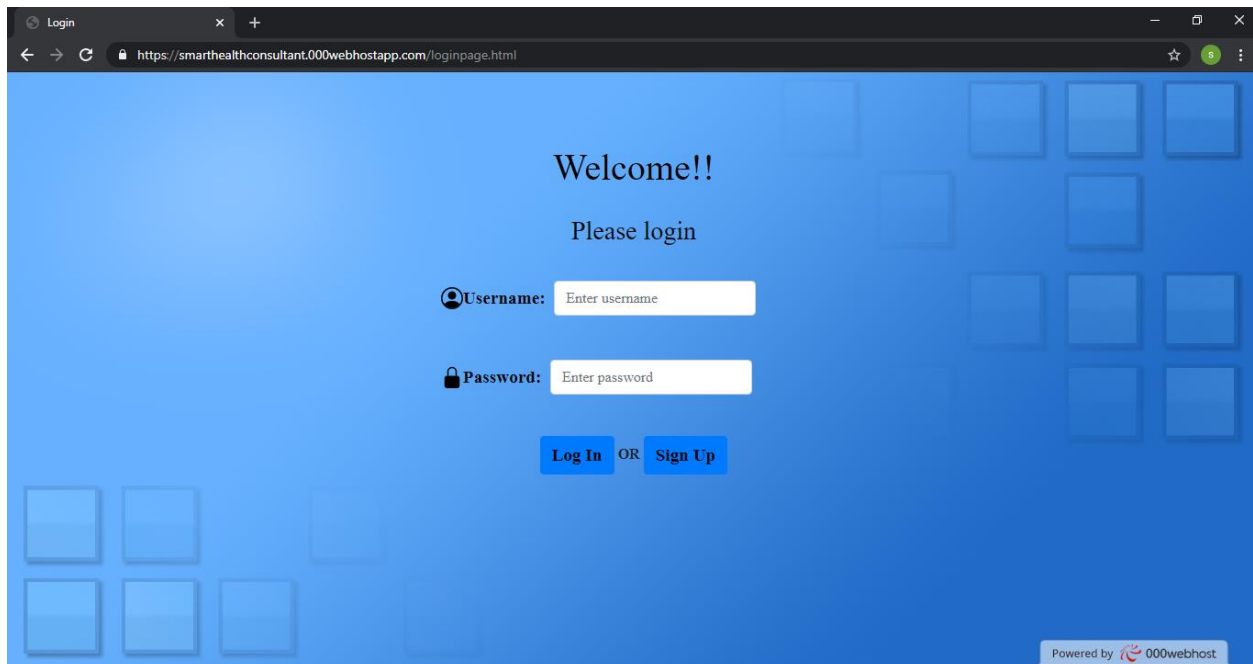 Login
https://smarthealthconsultant.000webhostapp.com/loginpage.html
s
Welcome!!
Please login
Username: Enter username
Password: Enter password
Log In OR Sign Up
Powered by 000webhost